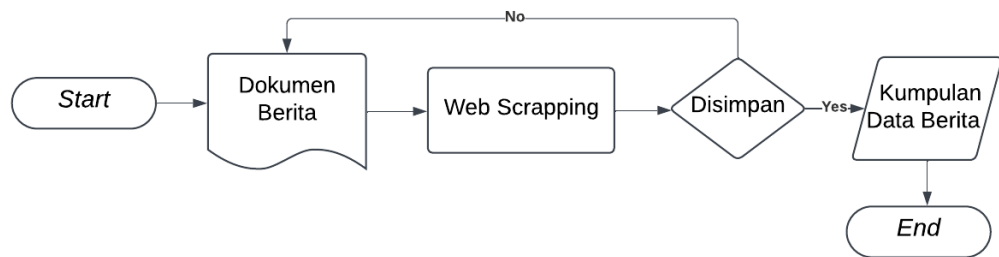 No
Start
Dokumen
Berita
Web Scrapping
Disimpan
Yes
Kumpulan
Data Berita
End